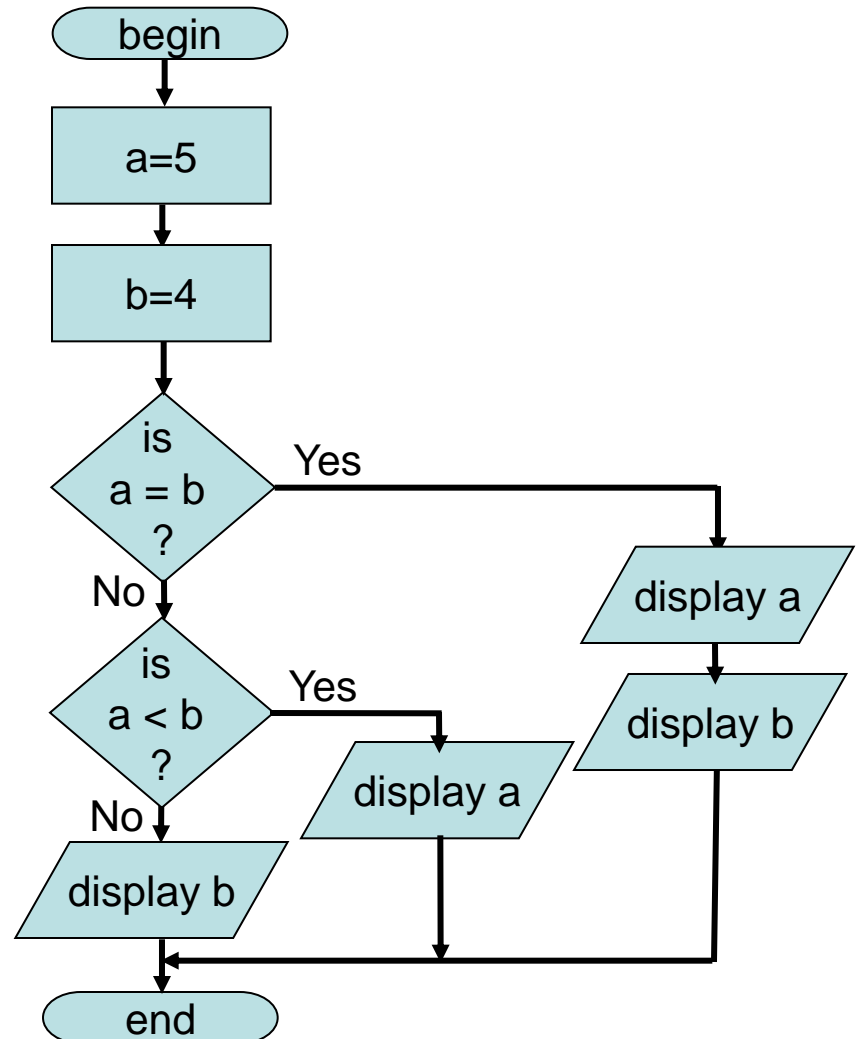 begin
a=5
b=4
is
a = b
?
Yes
No
display a
display b
is
a < b
?
Yes
No
display a
display b
end